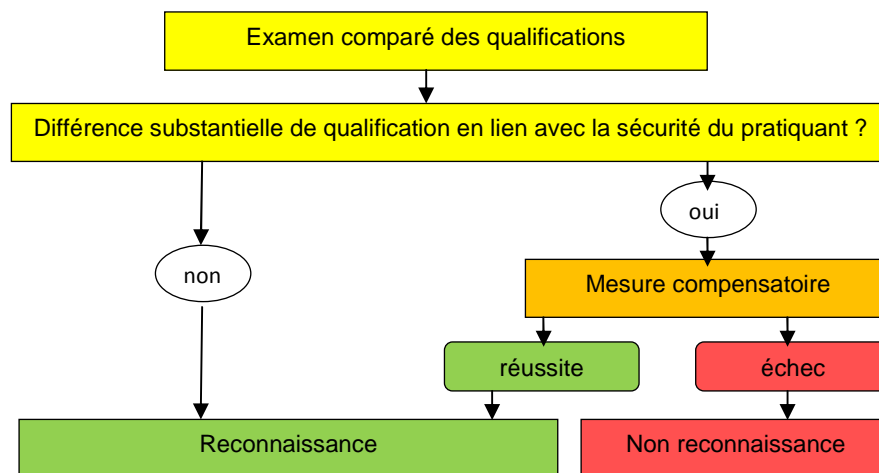 Examen comparé des qualifications
Différence substantielle de qualification en lien avec la sécurité du pratiquant ?
oui
non
Mesure compensatoire
réussite
échec
Reconnaissance
Non reconnaissance